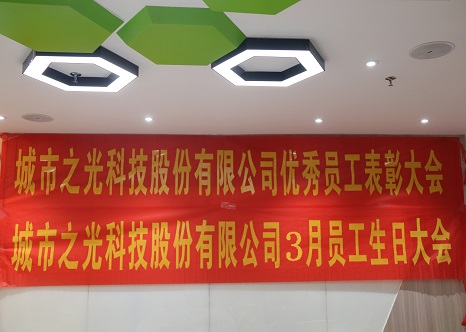 城市之光科技股份有限公司优秀员工表彰大会
城市之光科技股份有限公司3月员工生日大会